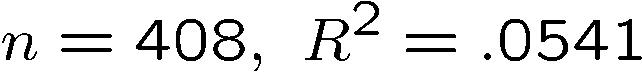 n = 408, R² = .0541